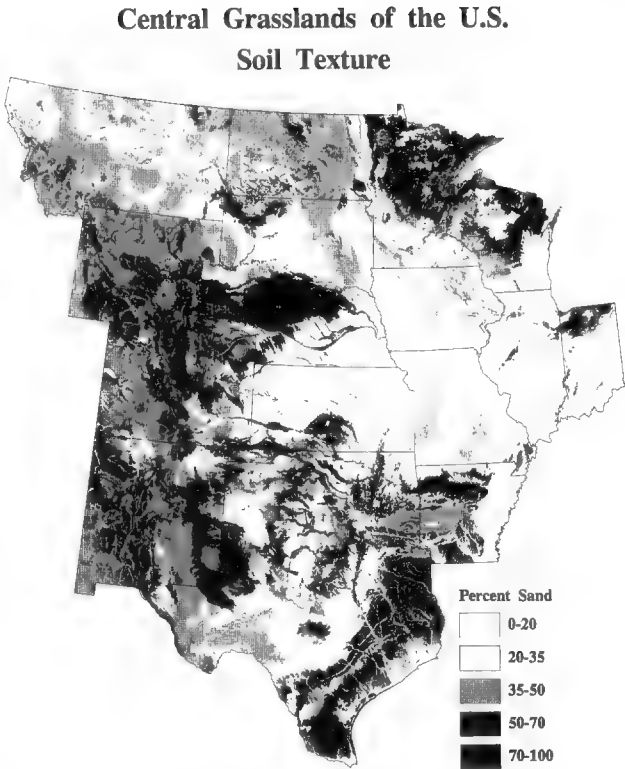 Central Grasslands of the U.S.
Soil Texture
Percent Sand
0-20
20-35
35-50
50-70
70-100